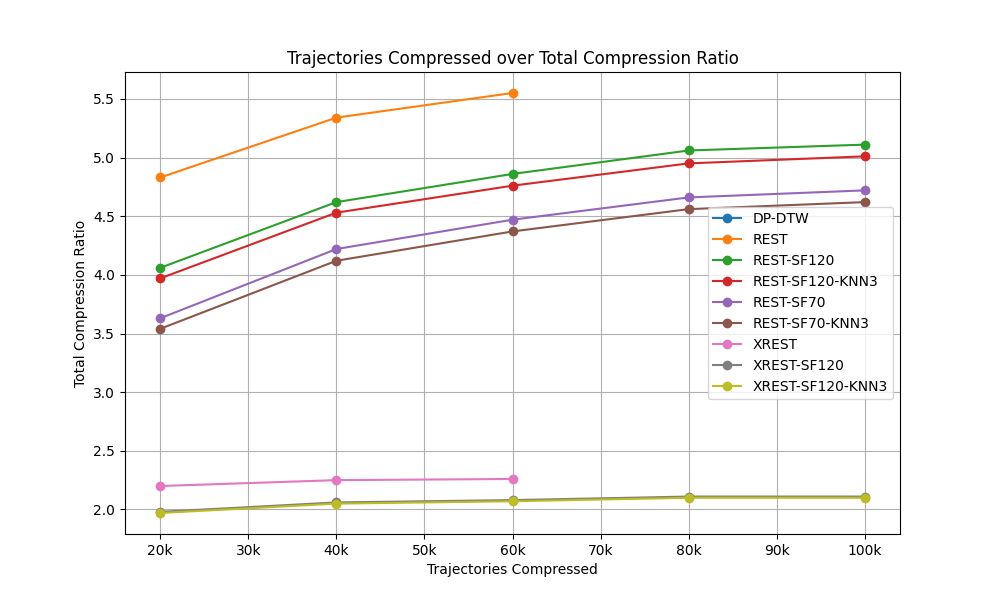 Trajectories Compressed over Total Compression Ratio
Total Compression Ratio
5.5
5.0
4.5
4.0
3.5
3.0
2.5
2.0
DP-DTW
REST
REST-SF120
REST-SF120-KNN3
REST-SF70
REST-SF70-KNN3
XREST
XREST-SF120
XREST-SF120-KNN3
20k 30k 40k 50k 60k 70k 80k 90k 100k
Trajectories Compressed